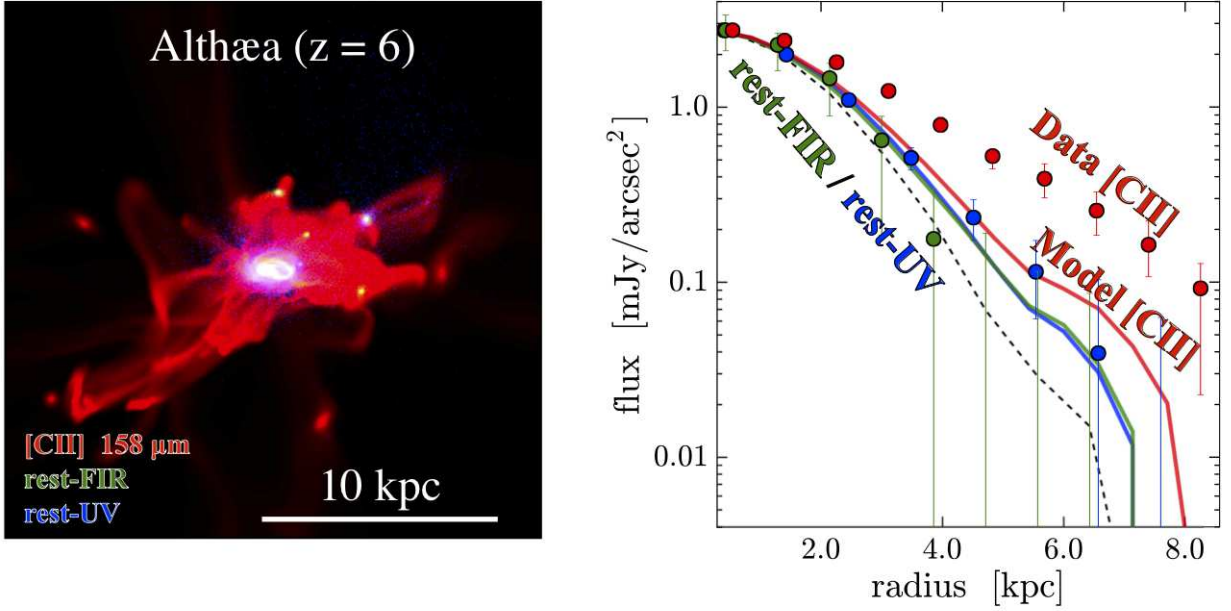 Althæa (z = 6)
[CII] 158 μm
rest-FIR
rest-UV
10 kpc
flux [mJy/arcsec²]
1.0
0.1
0.01
rest-FIR / rest-UV
Data [CII]
Model [CII]
2.0 4.0 6.0 8.0
radius [kpc]